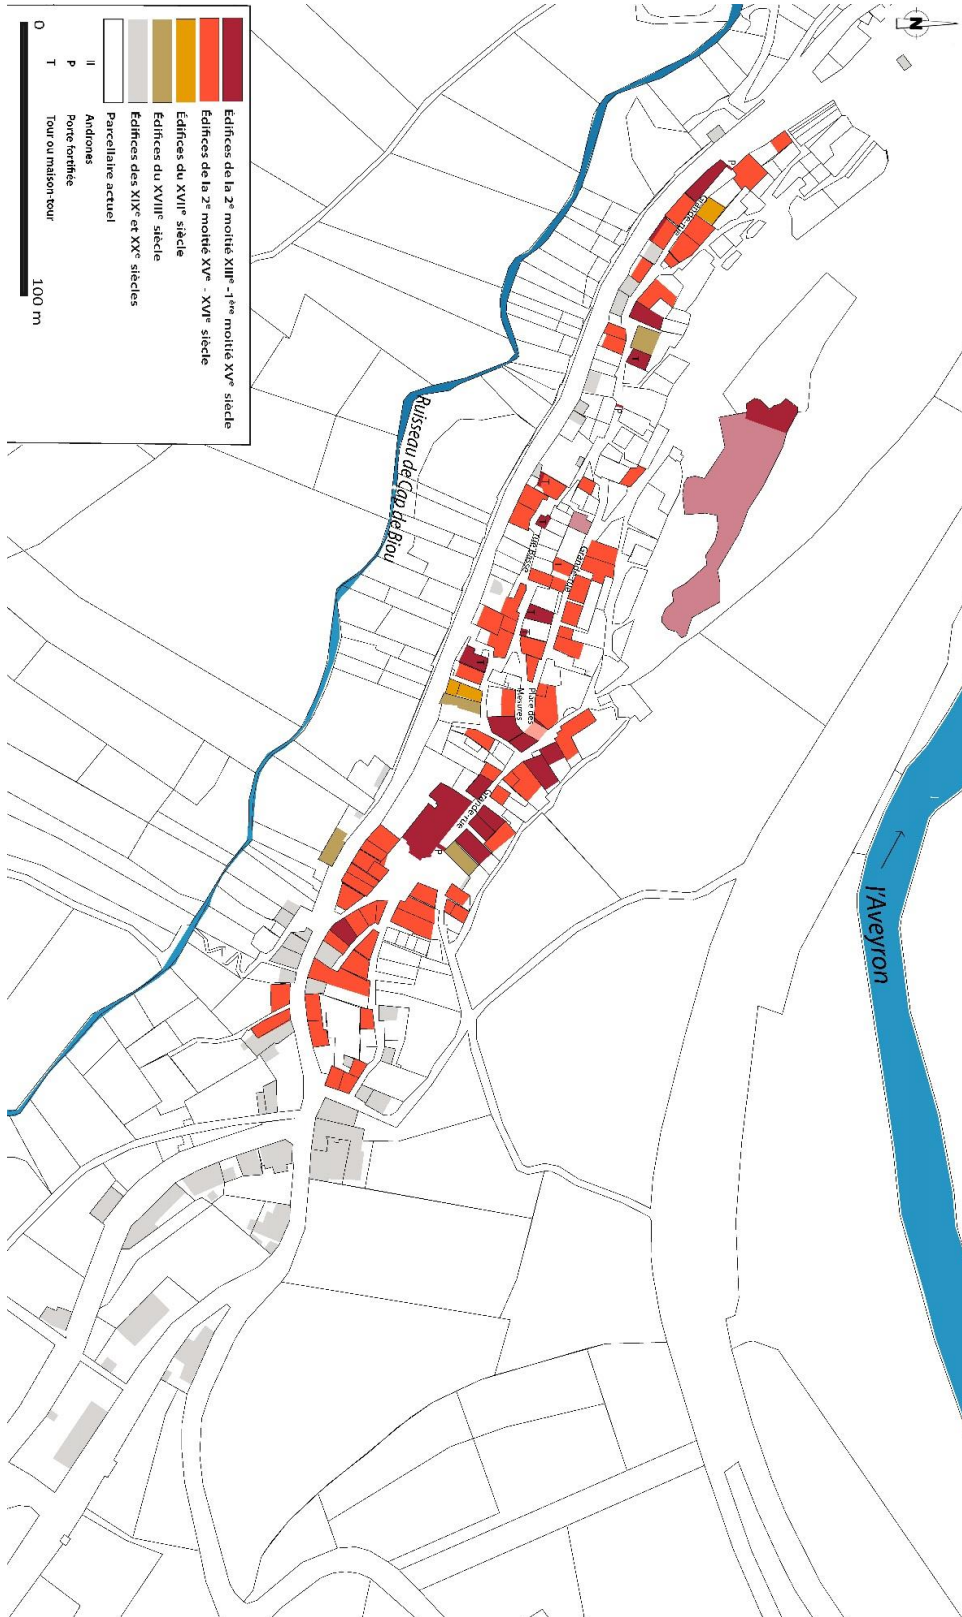 N
Édifices de la 2e moitié XIIIe - 1ère moitié XVe siècle
Édifices de la 2e moitié XVe - XVIe siècle
Édifices du XVIIe siècle
Édifices du XVIIIe siècle
Édifices des XIXe et XXe siècles
Parcellaire actuel
II Andrones
P Porte fortifiée
T Tour ou maison-tour
0 100 m
Ruisseau de Cap de Biou
l'Aveyron
P
Grande-rue
T
P
T
T
rue Basse
Grande-rue
T
T
Place des
Mesures
Grande-rue
P